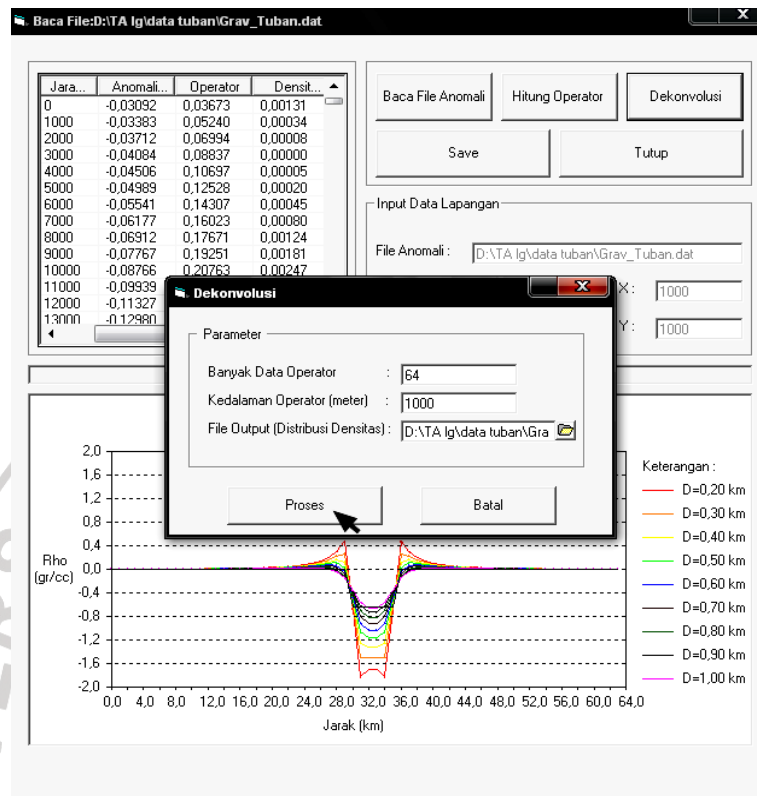 Baca File:D:\TA lg\data tuban\Grav_Tuban.dat
x
Jara... Anomali... Operator Densit...
0 -0,03092 0,03673 0,00131
1000 -0,03383 0,05240 0,00034
2000 -0,03712 0,06994 0,00008
3000 -0,04084 0,08837 0,00000
4000 -0,04506 0,10697 0,00005
5000 -0,04989 0,12528 0,00020
6000 -0,05541 0,14307 0,00045
7000 -0,06177 0,16023 0,00080
8000 -0,06912 0,17671 0,00124
9000 -0,07767 0,19251 0,00181
10000 -0,08766 0,20763 0,00247
11000 -0,09939
12000 -0,11327
13000 -0,12980
Baca File Anomali Hitung Operator Dekonvolusi
Save Tutup
Input Data Lapangan
File Anomali : D:\TA lg\data tuban\Grav_Tuban.dat
X : 1000
Y : 1000
Dekonvolusi
x
Parameter
Banyak Data Operator : 64
Kedalaman Operator (meter) : 1000
File Output (Distribusi Densitas) : D:\TA lg\data tuban\Gra
Proses Batal
2,0
1,6
1,2
0,8
0,4
0,0
-0,4
-0,8
-1,2
-1,6
-2,0
Rho
(gr/cc)
0,0 4,0 8,0 12,0 16,0 20,0 24,0 28,0 32,0 36,0 40,0 44,0 48,0 52,0 56,0 60,0 64,0
Jarak (km)
Keterangan :
D=0,20 km
D=0,30 km
D=0,40 km
D=0,50 km
D=0,60 km
D=0,70 km
D=0,80 km
D=0,90 km
D=1,00 km